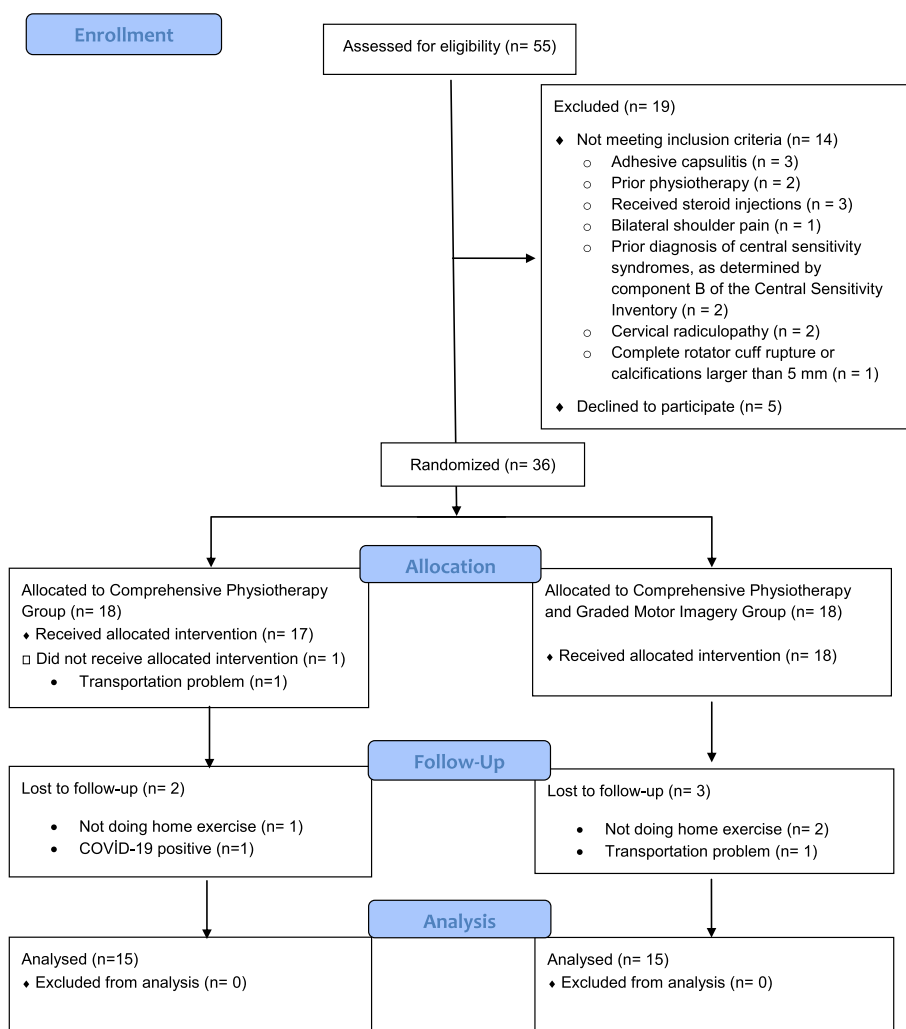 Enrollment
Assessed for eligibility (n= 55)
Excluded (n= 19)
♦ Not meeting inclusion criteria (n= 14)
o Adhesive capsulitis (n = 3)
o Prior physiotherapy (n = 2)
o Received steroid injections (n = 3)
o Bilateral shoulder pain (n = 1)
o Prior diagnosis of central sensitivity
syndromes, as determined by
component B of the Central Sensitivity
Inventory (n = 2)
o Cervical radiculopathy (n = 2)
o Complete rotator cuff rupture or
calcifications larger than 5 mm (n = 1)
♦ Declined to participate (n= 5)
Randomized (n= 36)
Allocation
Allocated to Comprehensive Physiotherapy
Group (n= 18)
♦ Received allocated intervention (n= 17)
□ Did not receive allocated intervention (n= 1)
• Transportation problem (n=1)
Allocated to Comprehensive Physiotherapy
and Graded Motor Imagery Group (n= 18)
♦ Received allocated intervention (n= 18)
Follow-Up
Lost to follow-up (n= 2)
• Not doing home exercise (n= 1)
• COVİD-19 positive (n=1)
Lost to follow-up (n= 3)
• Not doing home exercise (n= 2)
• Transportation problem (n= 1)
Analysis
Analysed (n=15)
♦ Excluded from analysis (n= 0)
Analysed (n= 15)
♦ Excluded from analysis (n= 0)